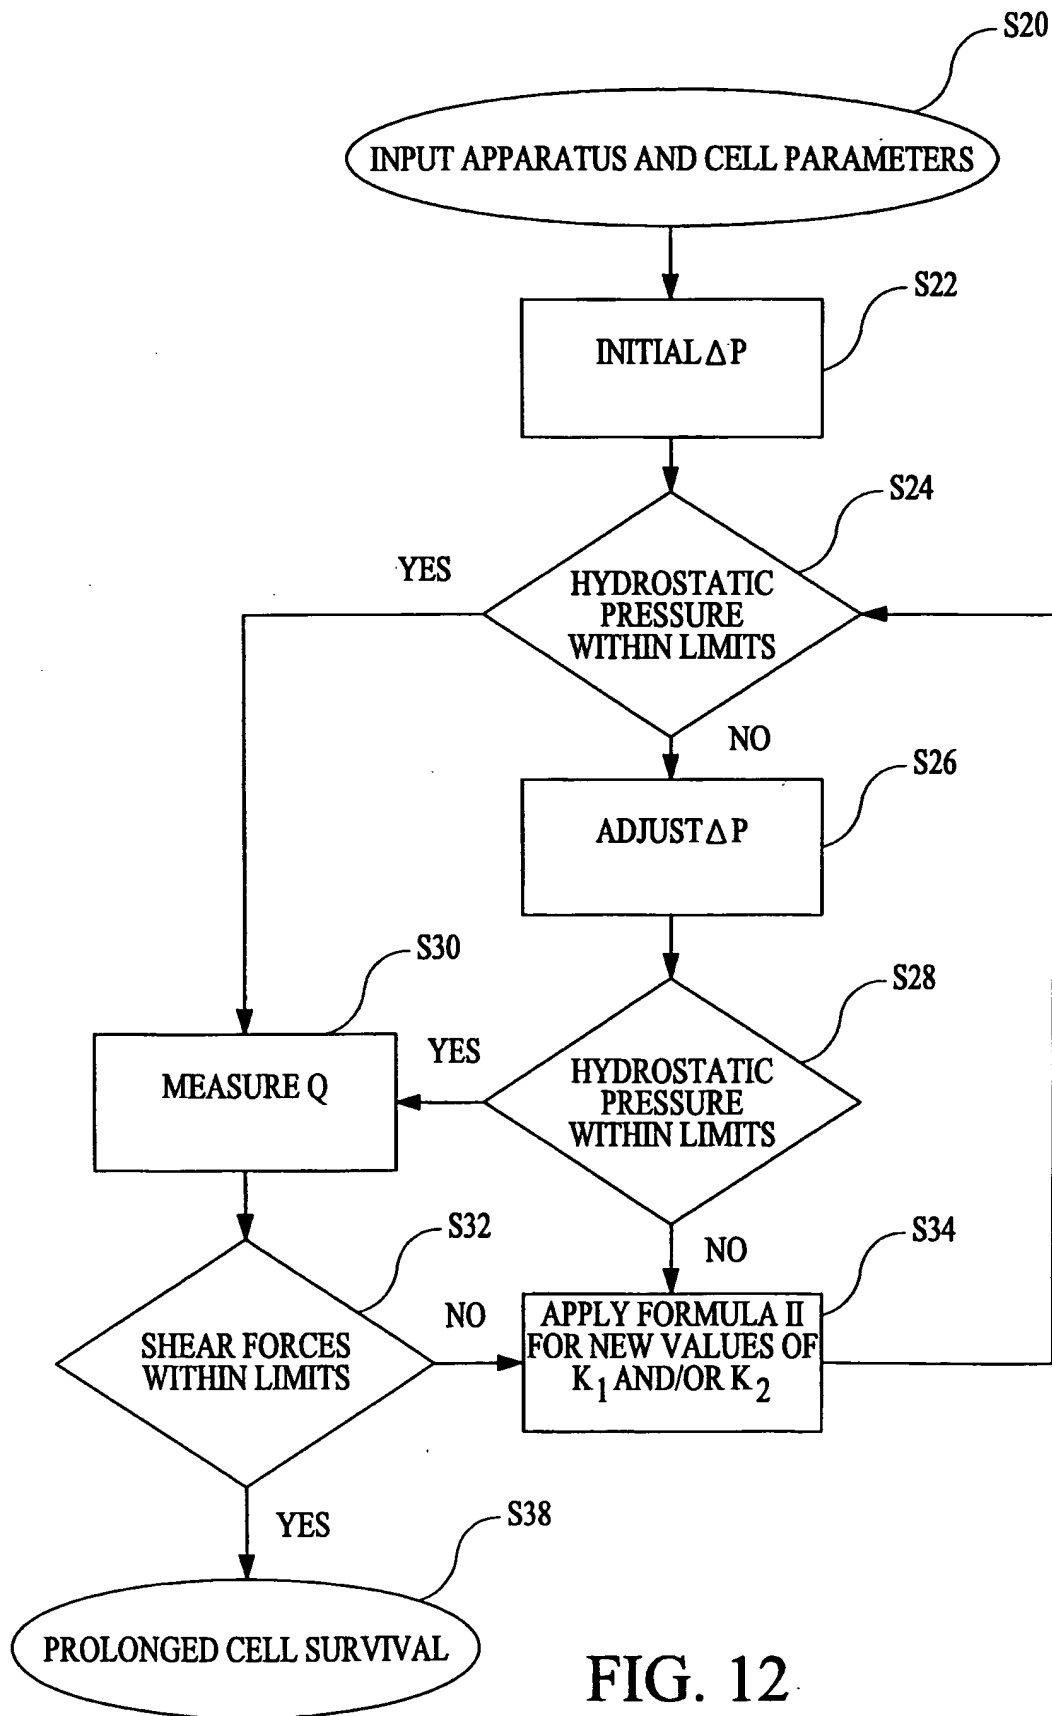 S20
INPUT APPARATUS AND CELL PARAMETERS
S22
INITIAL Δ P
S24
YES
HYDROSTATIC
PRESSURE
WITHIN LIMITS
NO
S26
ADJUST Δ P
S30
S28
MEASURE Q
YES
HYDROSTATIC
PRESSURE
WITHIN LIMITS
S32
NO
S34
SHEAR FORCES
WITHIN LIMITS
NO
APPLY FORMULA II
FOR NEW VALUES OF
K1 AND/OR K2
YES
S38
PROLONGED CELL SURVIVAL
FIG. 12